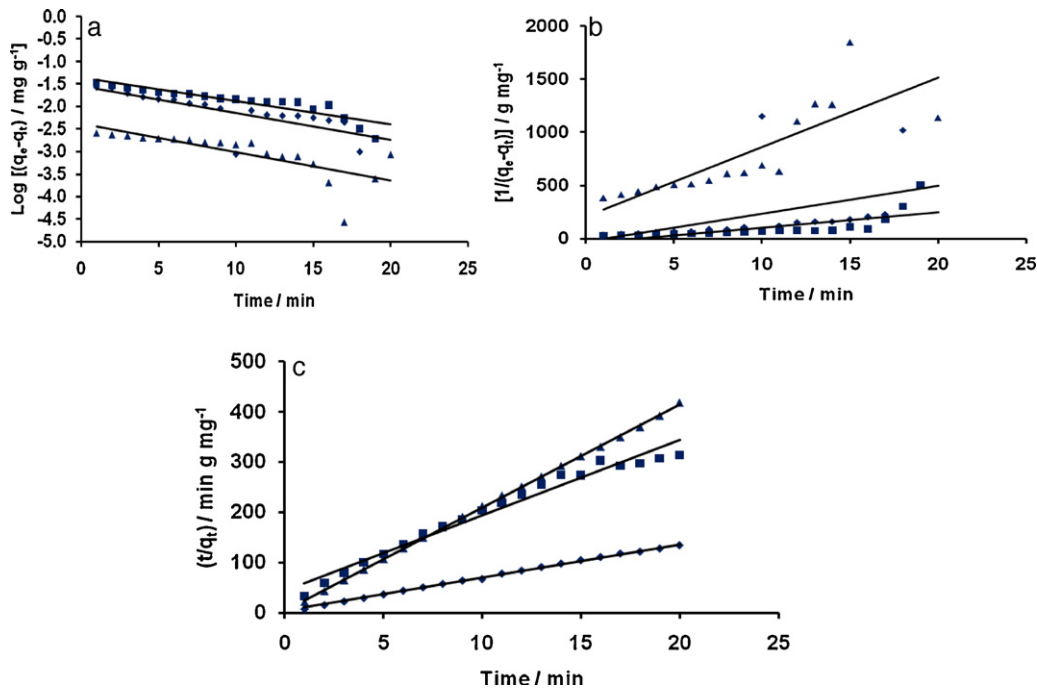 a
Log [(qₑ-qₜ) / mg g⁻¹]
0.0
-0.5
-1.0
-1.5
-2.0
-2.5
-3.0
-3.5
-4.0
-4.5
-5.0
0 5 10 15 20 25
Time / min
b
[1/(qₑ-qₜ)] / g mg⁻¹
2000
1500
1000
500
0
0 5 10 15 20 25
Time / min
c
(t/qₜ) / min g mg⁻¹
500
400
300
200
100
0
0 5 10 15 20 25
Time / min